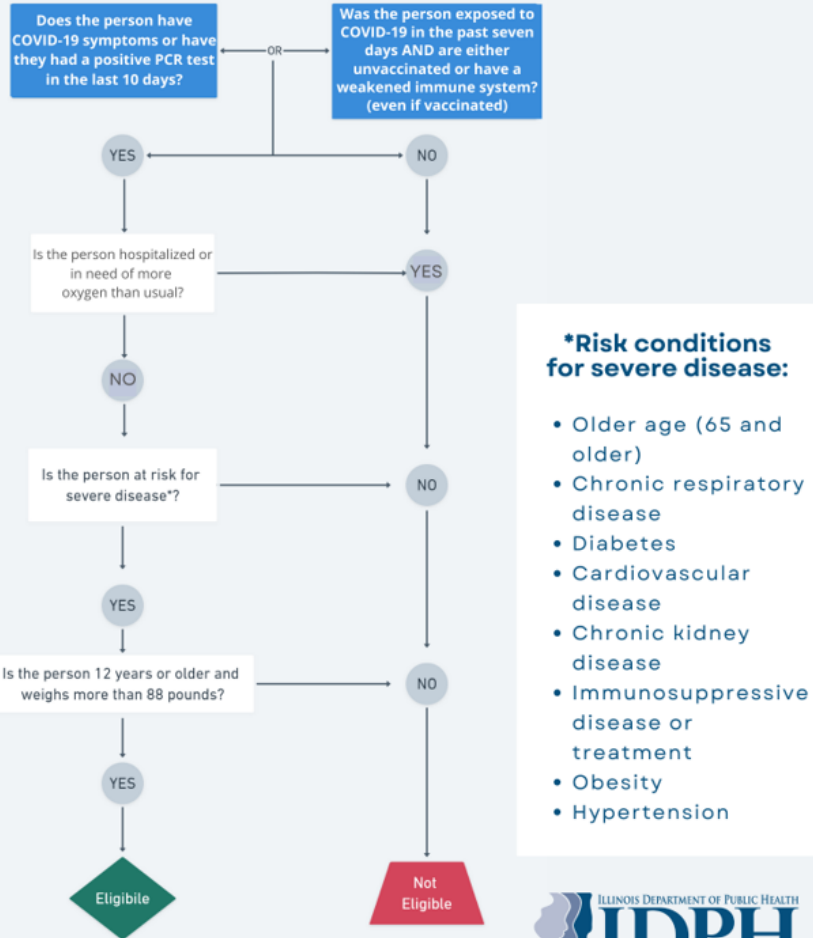 Does the person have
COVID-19 symptoms or have
they had a positive PCR test
in the last 10 days?
OR
Was the person exposed to
COVID-19 in the past seven
days AND are either
unvaccinated or have a
weakened immune system?
(even if vaccinated)
YES
NO
Is the person hospitalized or
in need of more
oxygen than usual?
YES
NO
Is the person at risk for
severe disease*?
NO
YES
Is the person 12 years or older and
weighs more than 88 pounds?
NO
YES
Eligibile
Not
Eligible
*Risk conditions
for severe disease:
• Older age (65 and
older)
• Chronic respiratory
disease
• Diabetes
• Cardiovascular
disease
• Chronic kidney
disease
• Immunosuppressive
disease or
treatment
• Obesity
• Hypertension
ILLINOIS DEPARTMENT OF PUBLIC HEALTH
IDPH